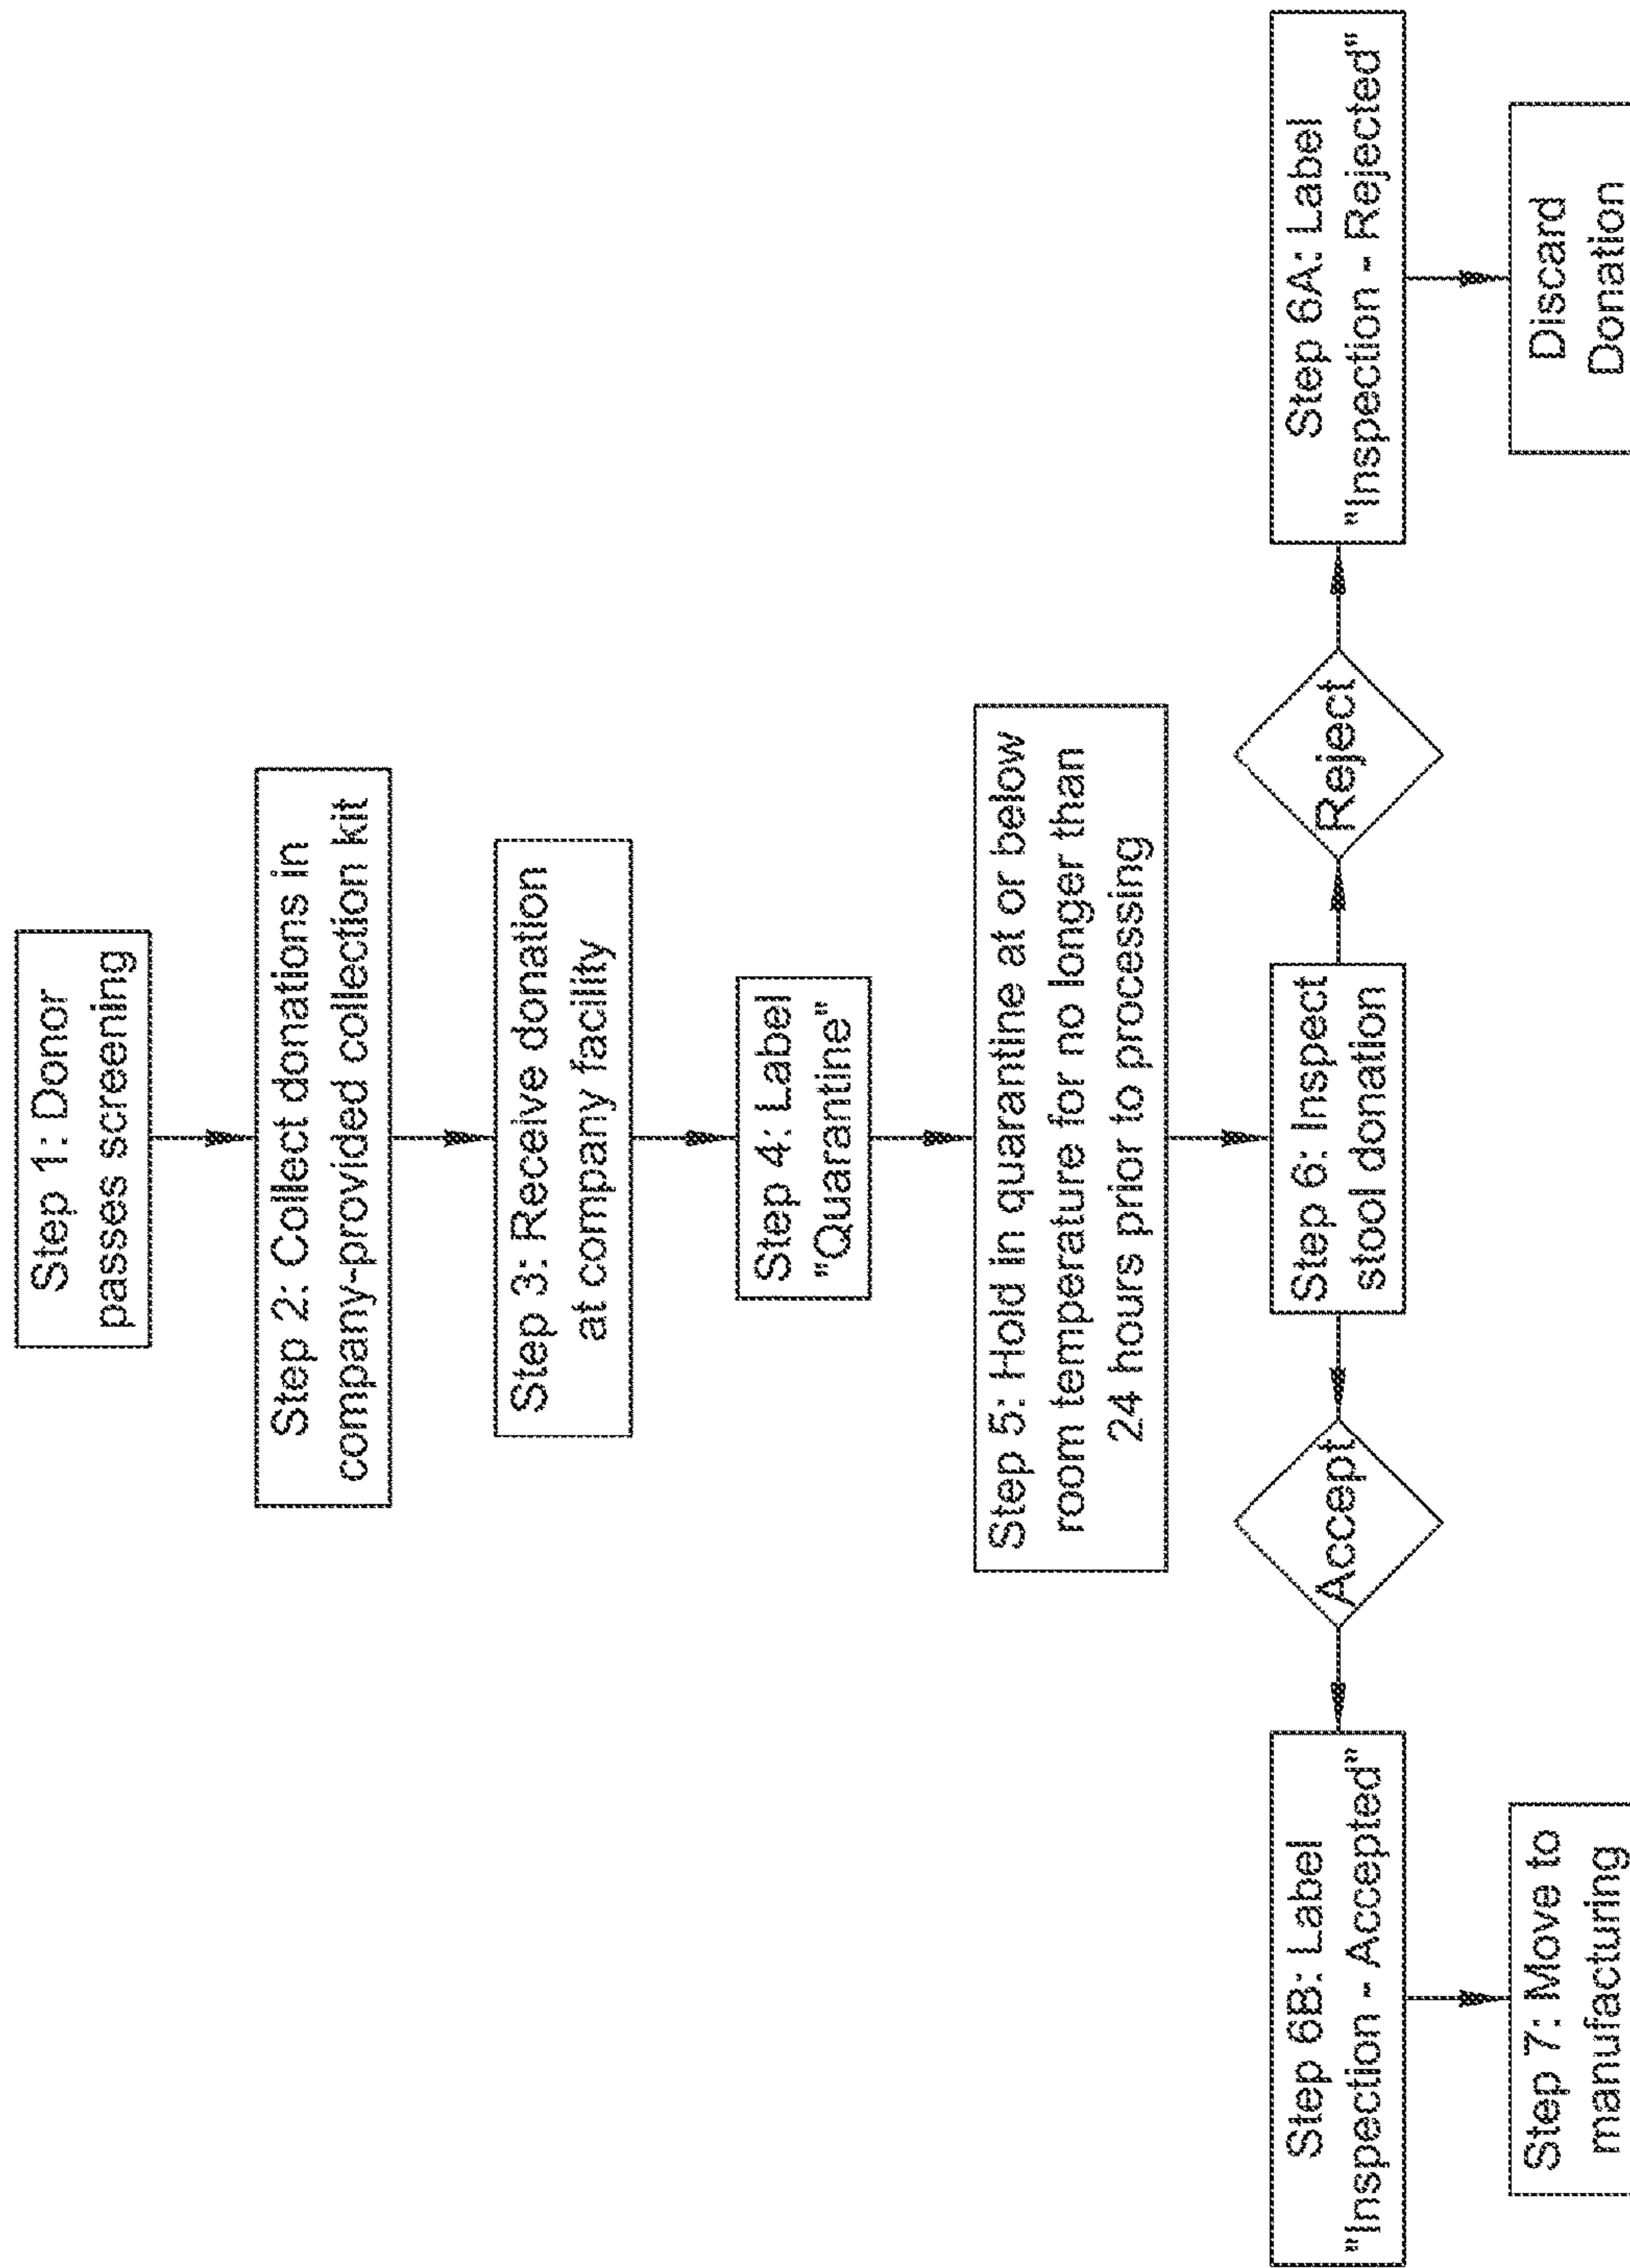 Step 1: Donor
passes screening
Step 2: Collect donations in
company-provided collection kit
Step 3: Receive donation
at company facility
Step 4: Label
"Quarantine"
Step 5: Hold in quarantine at or below
room temperature for no longer than
24 hours prior to processing
Step 6: Inspect
stool donation
Accept
Reject
Step 6B: Label
"Inspection - Accepted"
Step 6A: Label
"Inspection - Rejected"
Step 7: Move to
manufacturing
Discard
Donation